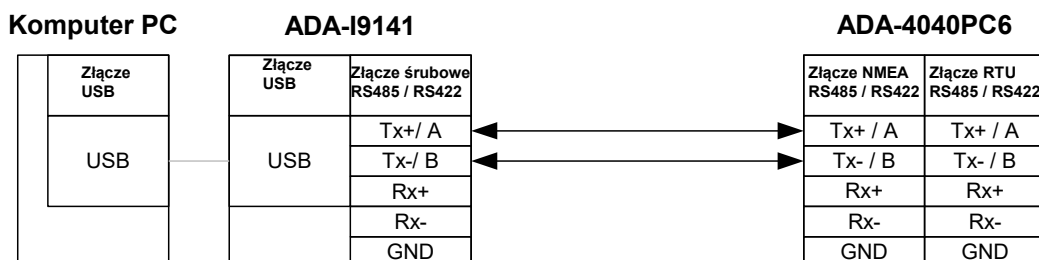 Komputer PC
ADA-I9141
ADA-4040PC6
Złącze
USB
Złącze
USB
Złącze śrubowe
RS485 / RS422
Złącze NMEA
RS485 / RS422
Złącze RTU
RS485 / RS422
USB
USB
Tx+/ A
Tx-/ B
Rx+
Rx-
GND
Tx+ / A
Tx- / B
Rx+
Rx-
GND
Tx+ / A
Tx- / B
Rx+
Rx-
GND